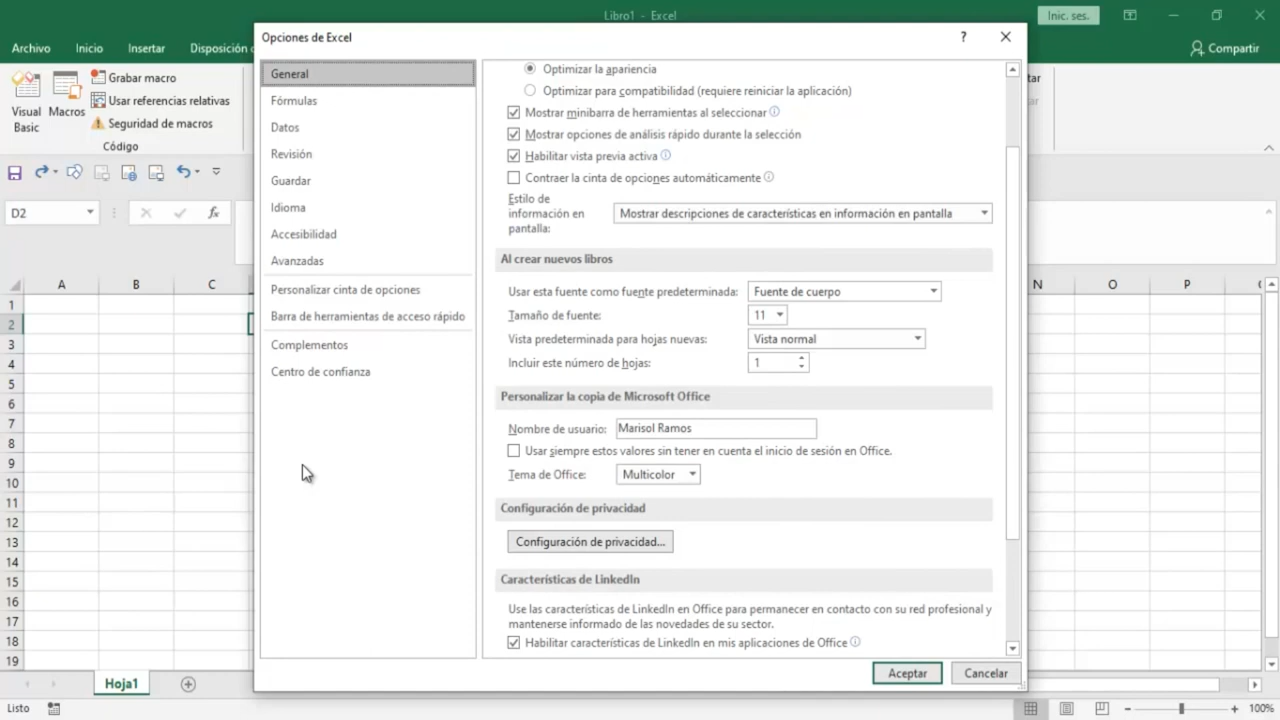 Libro1 - Excel
Inic. ses.
Archivo Inicio Insertar Disposición
Compartir
Visual Basic
Macros
Grabar macro
Usar referencias relativas
Seguridad de macros
Código
D2
fx
Opciones de Excel
?
General
Fórmulas
Datos
Revisión
Guardar
Idioma
Accesibilidad
Avanzadas
Personalizar cinta de opciones
Barra de herramientas de acceso rápido
Complementos
Centro de confianza
Optimizar la apariencia
Optimizar para compatibilidad (requiere reiniciar la aplicación)
Mostrar minibarra de herramientas al seleccionar
Mostrar opciones de análisis rápido durante la selección
Habilitar vista previa activa
Contraer la cinta de opciones automáticamente
Estilo de
información en
pantalla:
Mostrar descripciones de características en información en pantalla
Al crear nuevos libros
Usar esta fuente como fuente predeterminada: Fuente de cuerpo
Tamaño de fuente: 11
Vista predeterminada para hojas nuevas: Vista normal
Incluir este número de hojas: 1
Personalizar la copia de Microsoft Office
Nombre de usuario: Marisol Ramos
Usar siempre estos valores sin tener en cuenta el inicio de sesión en Office.
Tema de Office: Multicolor
Configuración de privacidad
Configuración de privacidad...
Características de LinkedIn
Use las características de LinkedIn en Office para permanecer en contacto con su red profesional y
mantenerse informado de las novedades de su sector.
Habilitar características de LinkedIn en mis aplicaciones de Office
Aceptar Cancelar
A B C N O P
1
2
3
4
5
6
7
8
9
10
11
12
13
14
15
16
17
18
19
Hoja1
Listo
100%